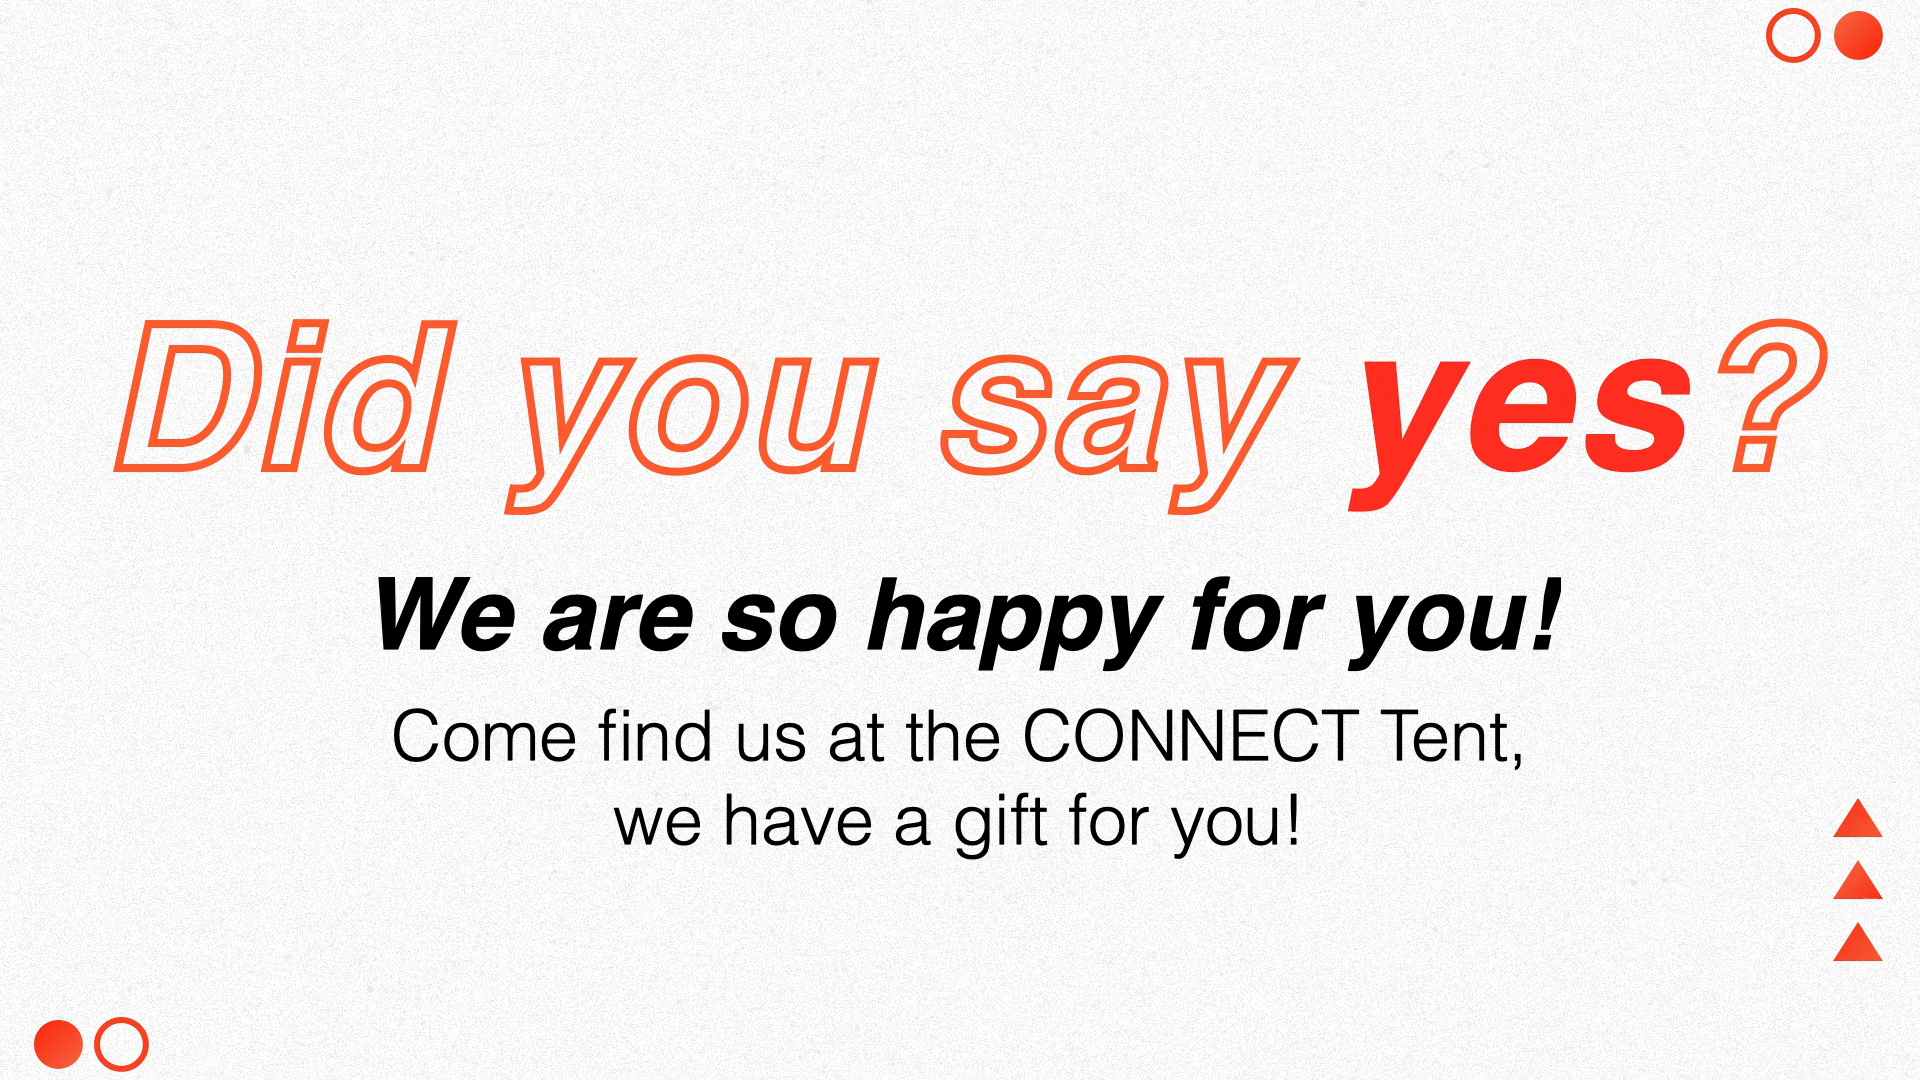 Did you say yes?
We are so happy for you!
Come find us at the CONNECT Tent,
we have a gift for you!